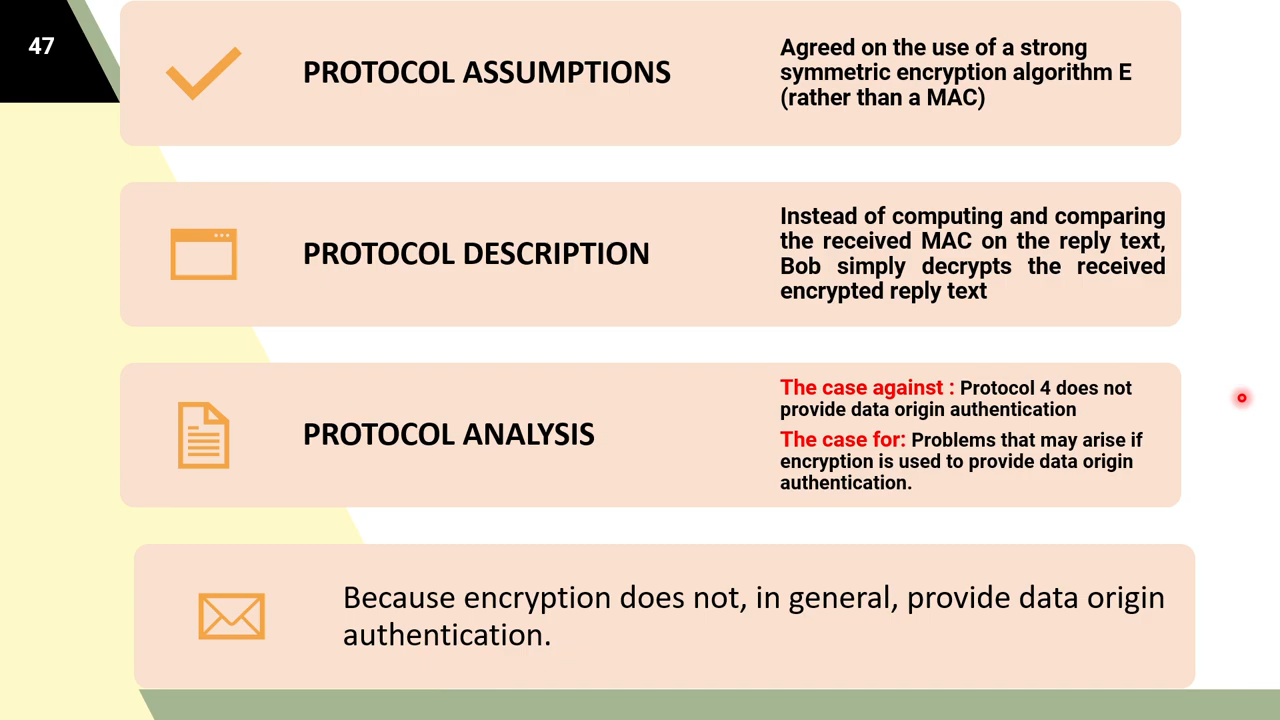 47
PROTOCOL ASSUMPTIONS
Agreed on the use of a strong
symmetric encryption algorithm E
(rather than a MAC)
PROTOCOL DESCRIPTION
Instead of computing and comparing
the received MAC on the reply text,
Bob simply decrypts the received
encrypted reply text
PROTOCOL ANALYSIS
The case against : Protocol 4 does not
provide data origin authentication
The case for: Problems that may arise if
encryption is used to provide data origin
authentication.
Because encryption does not, in general, provide data origin
authentication.